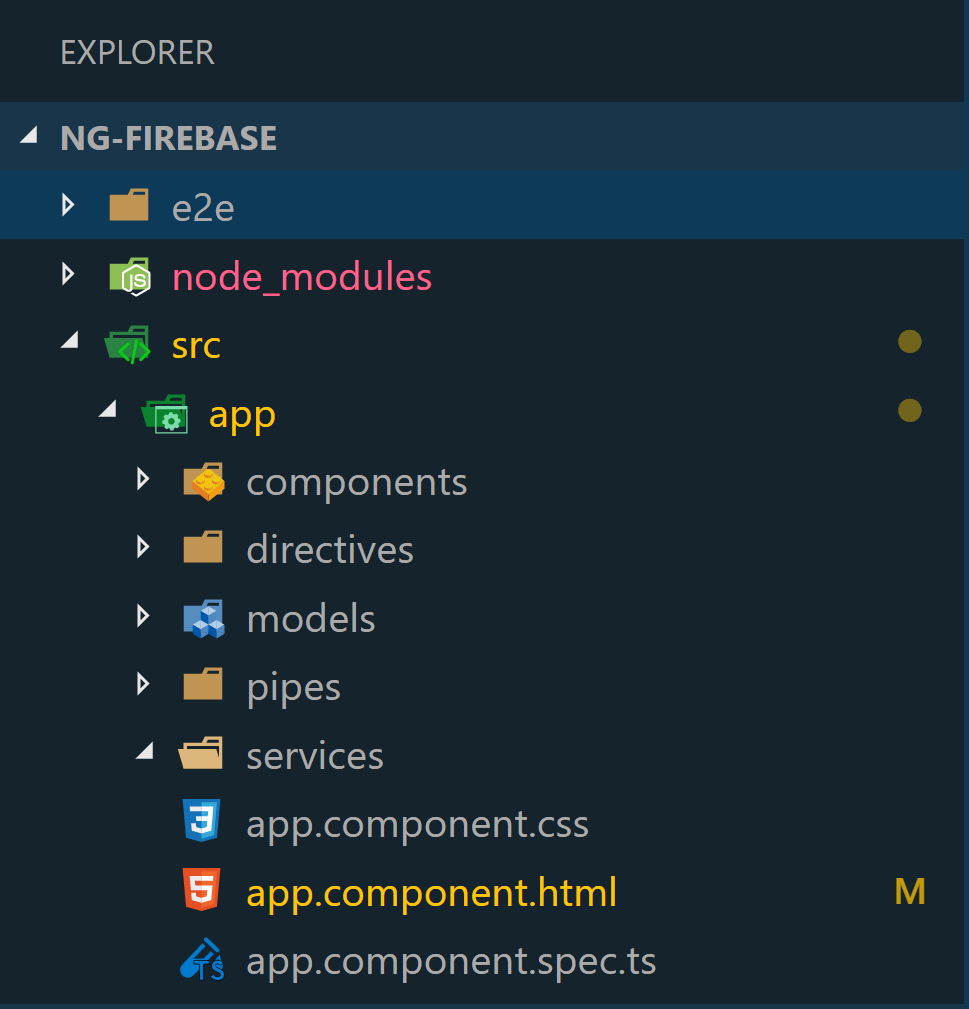 EXPLORER
NG-FIREBASE
e2e
node_modules
src
app
components
directives
models
pipes
services
app.component.css
app.component.html M
app.component.spec.ts